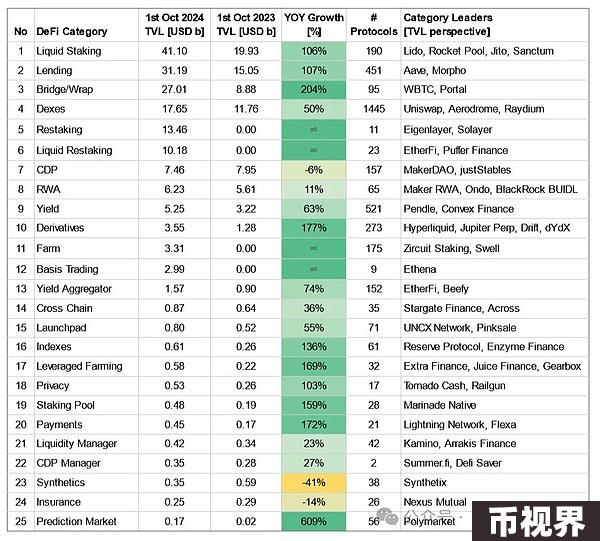 No DeFi Category 1st Oct 2024 TVL [USD b] 1st Oct 2023 TVL [USD b] YOY Growth [%] # Protocols Category Leaders [TVL perspective]
1 Liquid Staking 41.10 19.93 106% 190 Lido, Rocket Pool, Jito, Sanctum
2 Lending 31.19 15.05 107% 451 Aave, Morpho
3 Bridge/Wrap 27.01 8.88 204% 95 WBTC, Portal
4 Dexes 17.65 11.76 50% 1445 Uniswap, Aerodrome, Raydium
5 Restaking 13.46 0.00 ∞ 11 Eigenlayer, Solayer
6 Liquid Restaking 10.18 0.00 ∞ 23 EtherFi, Puffer Finance
7 CDP 7.46 7.95 -6% 157 MakerDAO, justStables
8 RWA 6.23 5.61 11% 65 Maker RWA, Ondo, BlackRock BUIDL
9 Yield 5.25 3.22 63% 521 Pendle, Convex Finance
10 Derivatives 3.55 1.28 177% 273 Hyperliquid, Jupiter Perp, Drift, dYdX
11 Farm 3.31 0.00 ∞ 175 Zircuit Staking, Swell
12 Basis Trading 2.99 0.00 ∞ 9 Ethena
13 Yield Aggregator 1.57 0.90 74% 152 EtherFi, Beefy
14 Cross Chain 0.87 0.64 36% 35 Stargate Finance, Across
15 Launchpad 0.80 0.52 55% 71 UNCX Network, Pinksale
16 Indexes 0.61 0.26 136% 61 Reserve Protocol, Enzyme Finance
17 Leveraged Farming 0.58 0.22 169% 32 Extra Finance, Juice Finance, Gearbox
18 Privacy 0.53 0.26 103% 17 Tornado Cash, Railgun
19 Staking Pool 0.48 0.19 159% 28 Marinade Native
20 Payments 0.45 0.17 172% 21 Lightning Network, Flexa
21 Liquidity Manager 0.42 0.34 23% 42 Kamino, Arrakis Finance
22 CDP Manager 0.35 0.28 27% 2 Summer.fi, Defi Saver
23 Synthetics 0.35 0.59 -41% 38 Synthetix
24 Insurance 0.25 0.29 -14% 26 Nexus Mutual
25 Prediction Market 0.17 0.02 609% 56 Polymarket
公众号
币视界